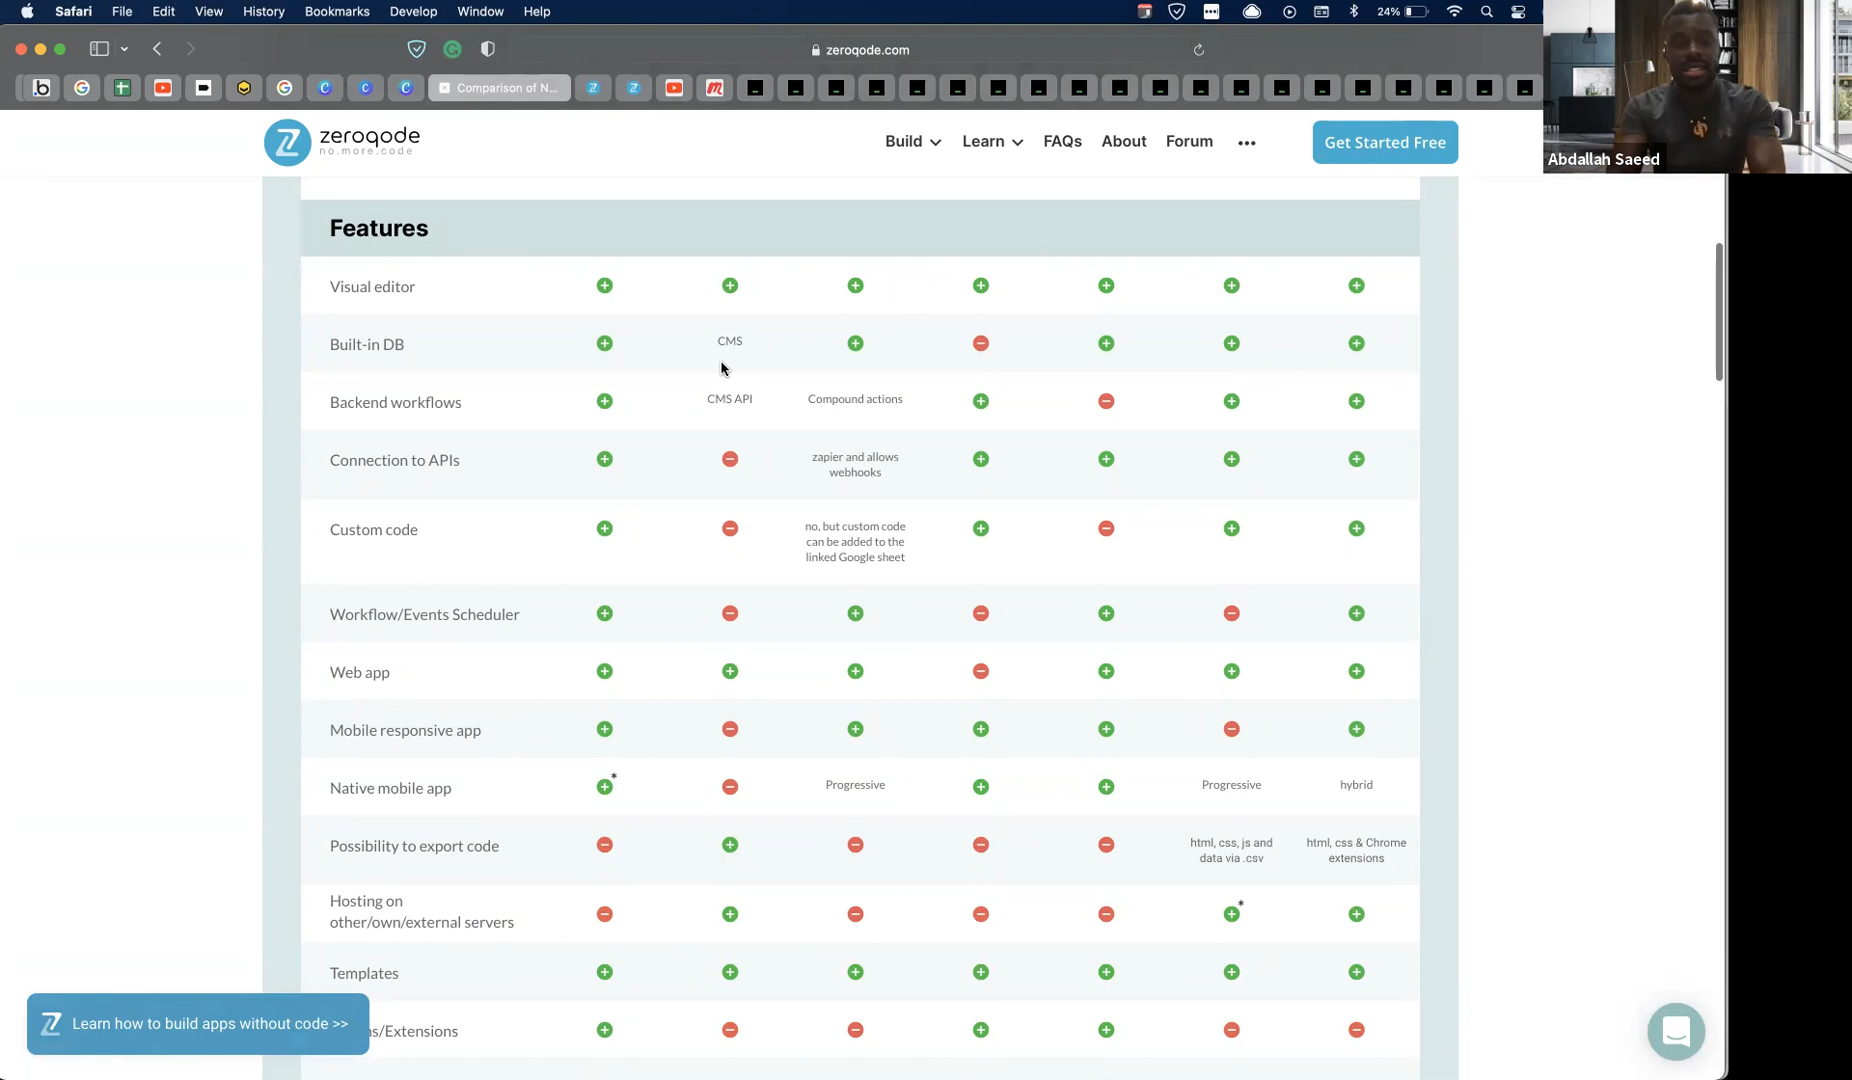 Safari File Edit View History Bookmarks Develop Window Help 24%
zeroqode.com
Comparison of N...
Abdallah Saeed
zeroqode
no.more.code
Build Learn FAQs About Forum ••• Get Started Free
Features
Visual editor
Built-in DB CMS
Backend workflows CMS API Compound actions
Connection to APIs
zapier and allows
webhooks
Custom code
no, but custom code
can be added to the
linked Google sheet
Workflow/Events Scheduler
Web app
Mobile responsive app
Native mobile app * Progressive Progressive hybrid
Possibility to export code
html, css, js and
data via .csv
html, css & Chrome
extensions
Hosting on
other/own/external servers *
Templates
Learn how to build apps without code >>
ns/Extensions